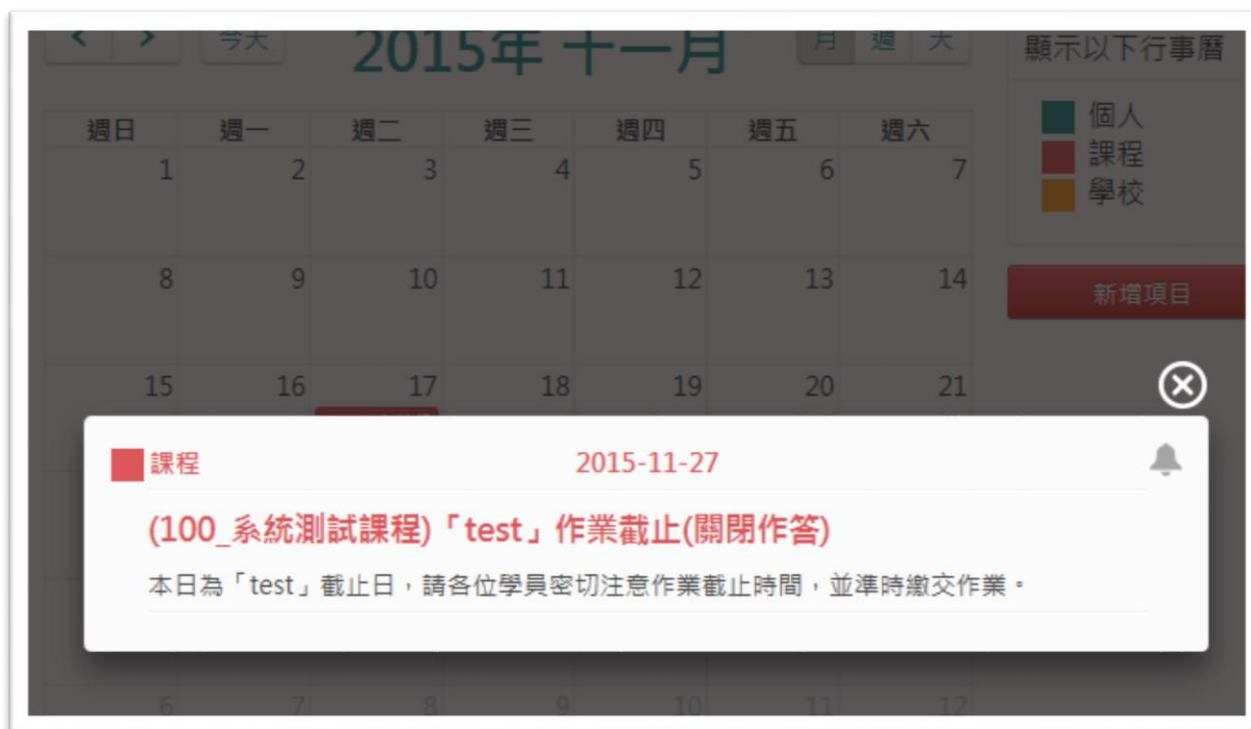 < > 今天 2015年 十一月 月 週 天
顯示以下行事曆
個人
課程
學校
新增項目
週日 週一 週二 週三 週四 週五 週六
1 2 3 4 5 6 7
8 9 10 11 12 13 14
15 16 17 18 19 20 21
課程 2015-11-27
(100_系統測試課程)「test」作業截止(關閉作答)
本日為「test」截止日，請各位學員密切注意作業截止時間，並準時繳交作業。
6 7 8 9 10 11 12